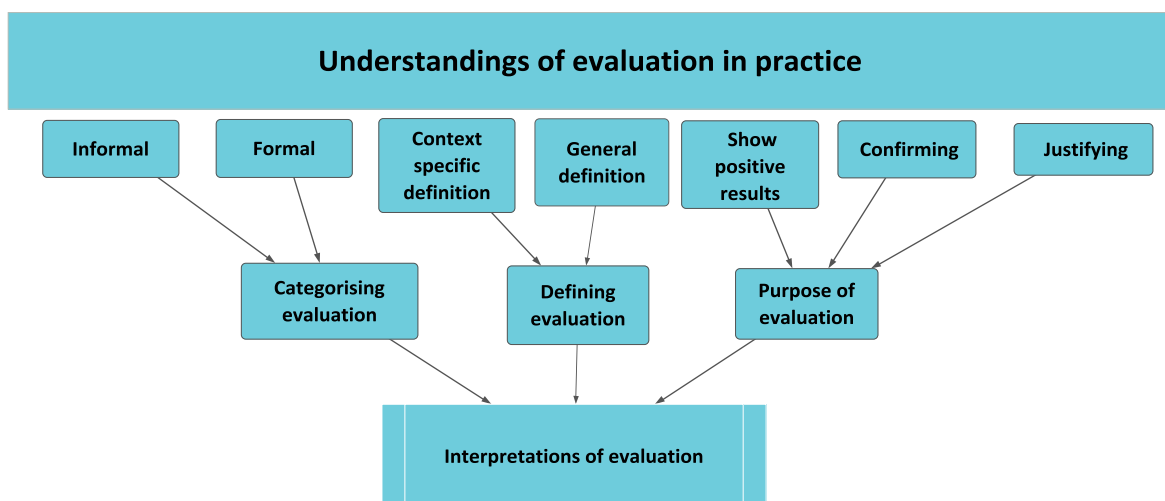 Understandings of evaluation in practice
Informal
Formal
Context
specific
definition
General
definition
Show
positive
results
Confirming
Justifying
Categorising
evaluation
Defining
evaluation
Purpose of
evaluation
Interpretations of evaluation